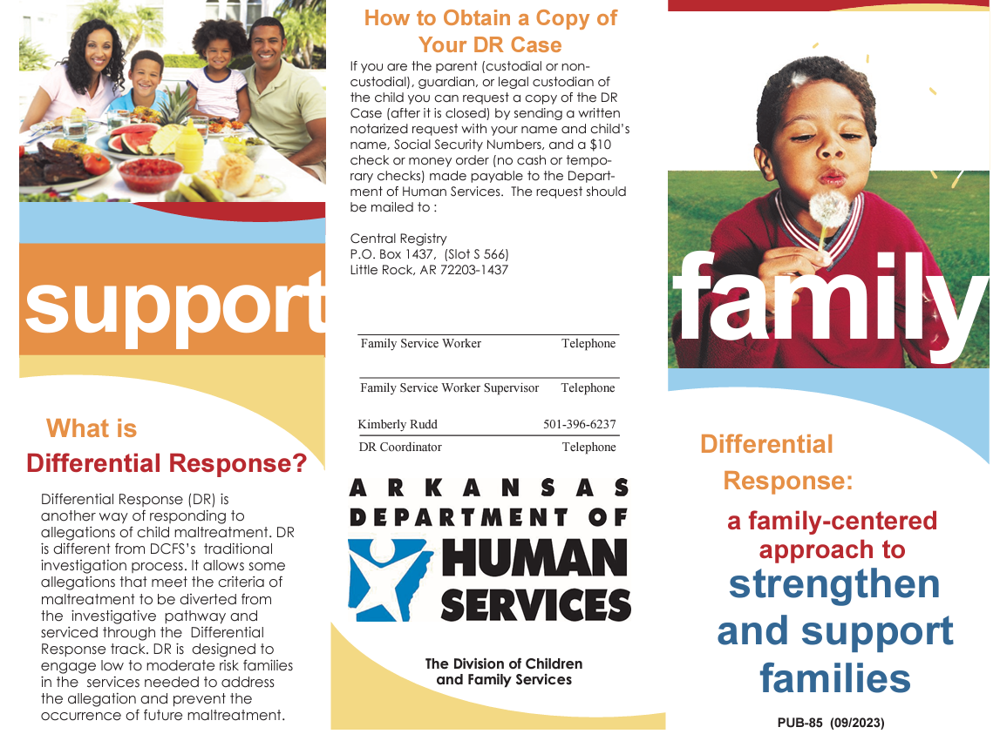 support
What is
Differential Response?
Differential Response (DR) is
another way of responding to
allegations of child maltreatment. DR
is different from DCFS's traditional
investigation process. It allows some
allegations that meet the criteria of
maltreatment to be diverted from
the investigative pathway and
serviced through the Differential
Response track. DR is designed to
engage low to moderate risk families
in the services needed to address
the allegation and prevent the
occurrence of future maltreatment.
How to Obtain a Copy of
Your DR Case
If you are the parent (custodial or non-
custodial), guardian, or legal custodian of
the child you can request a copy of the DR
Case (after it is closed) by sending a written
notarized request with your name and child's
name, Social Security Numbers, and a $10
check or money order (no cash or tempo-
rary checks) made payable to the Depart-
ment of Human Services. The request should
be mailed to :
Central Registry
P.O. Box 1437, (Slot S 566)
Little Rock, AR 72203-1437
Family Service Worker Telephone
Family Service Worker Supervisor Telephone
Kimberly Rudd 501-396-6237
DR Coordinator Telephone
ARKANSAS
DEPARTMENT OF
HUMAN
SERVICES
The Division of Children
and Family Services
family
Differential
Response:
a family-centered
approach to
strengthen
and support
families
PUB-85 (09/2023)